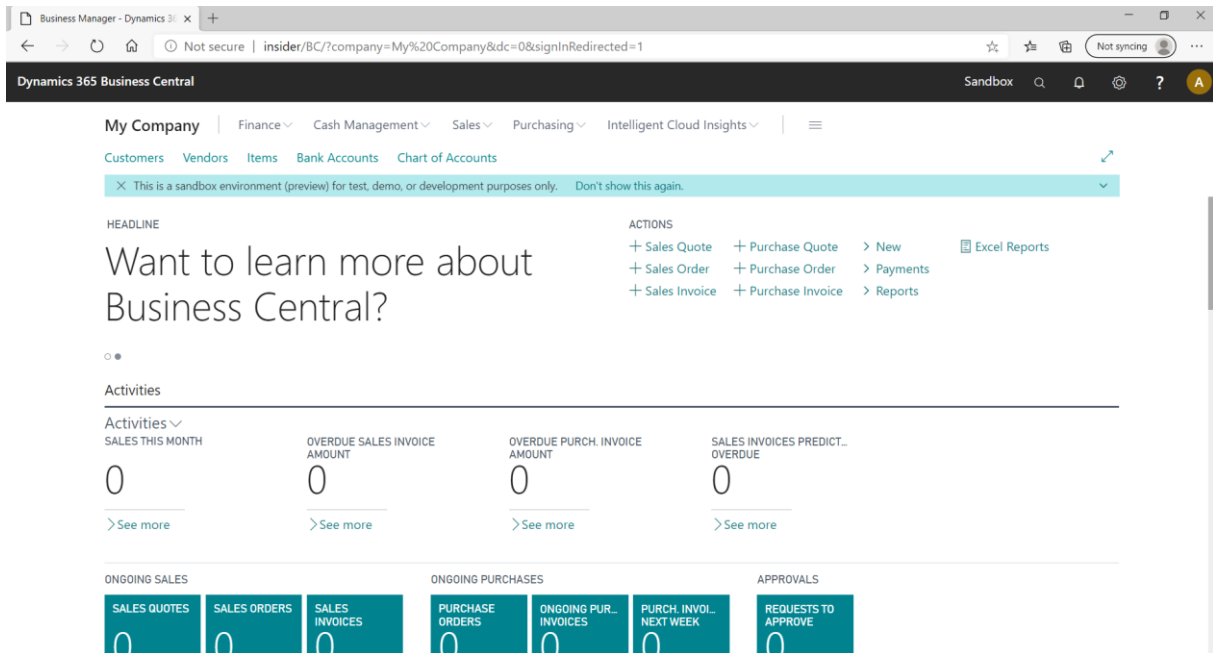 Business Manager - Dynamics 36
Not secure | insider/BC/?company=My%20Company&dc=0&signInRedirected=1
Not syncing
Dynamics 365 Business Central
Sandbox
?
A
My Company
Finance
Cash Management
Sales
Purchasing
Intelligent Cloud Insights
Customers
Vendors
Items
Bank Accounts
Chart of Accounts
This is a sandbox environment (preview) for test, demo, or development purposes only. Don't show this again.
HEADLINE
Want to learn more about
Business Central?
ACTIONS
+ Sales Quote
+ Purchase Quote
> New
Excel Reports
+ Sales Order
+ Purchase Order
> Payments
+ Sales Invoice
+ Purchase Invoice
> Reports
Activities
Activities
SALES THIS MONTH
0
>See more
OVERDUE SALES INVOICE
AMOUNT
0
>See more
OVERDUE PURCH. INVOICE
AMOUNT
0
>See more
SALES INVOICES PREDICT...
OVERDUE
0
>See more
ONGOING SALES
SALES QUOTES
0
SALES ORDERS
0
SALES
INVOICES
0
ONGOING PURCHASES
PURCHASE
ORDERS
0
ONGOING PUR...
INVOICES
0
PURCH. INVOI...
NEXT WEEK
0
APPROVALS
REQUESTS TO
APPROVE
0